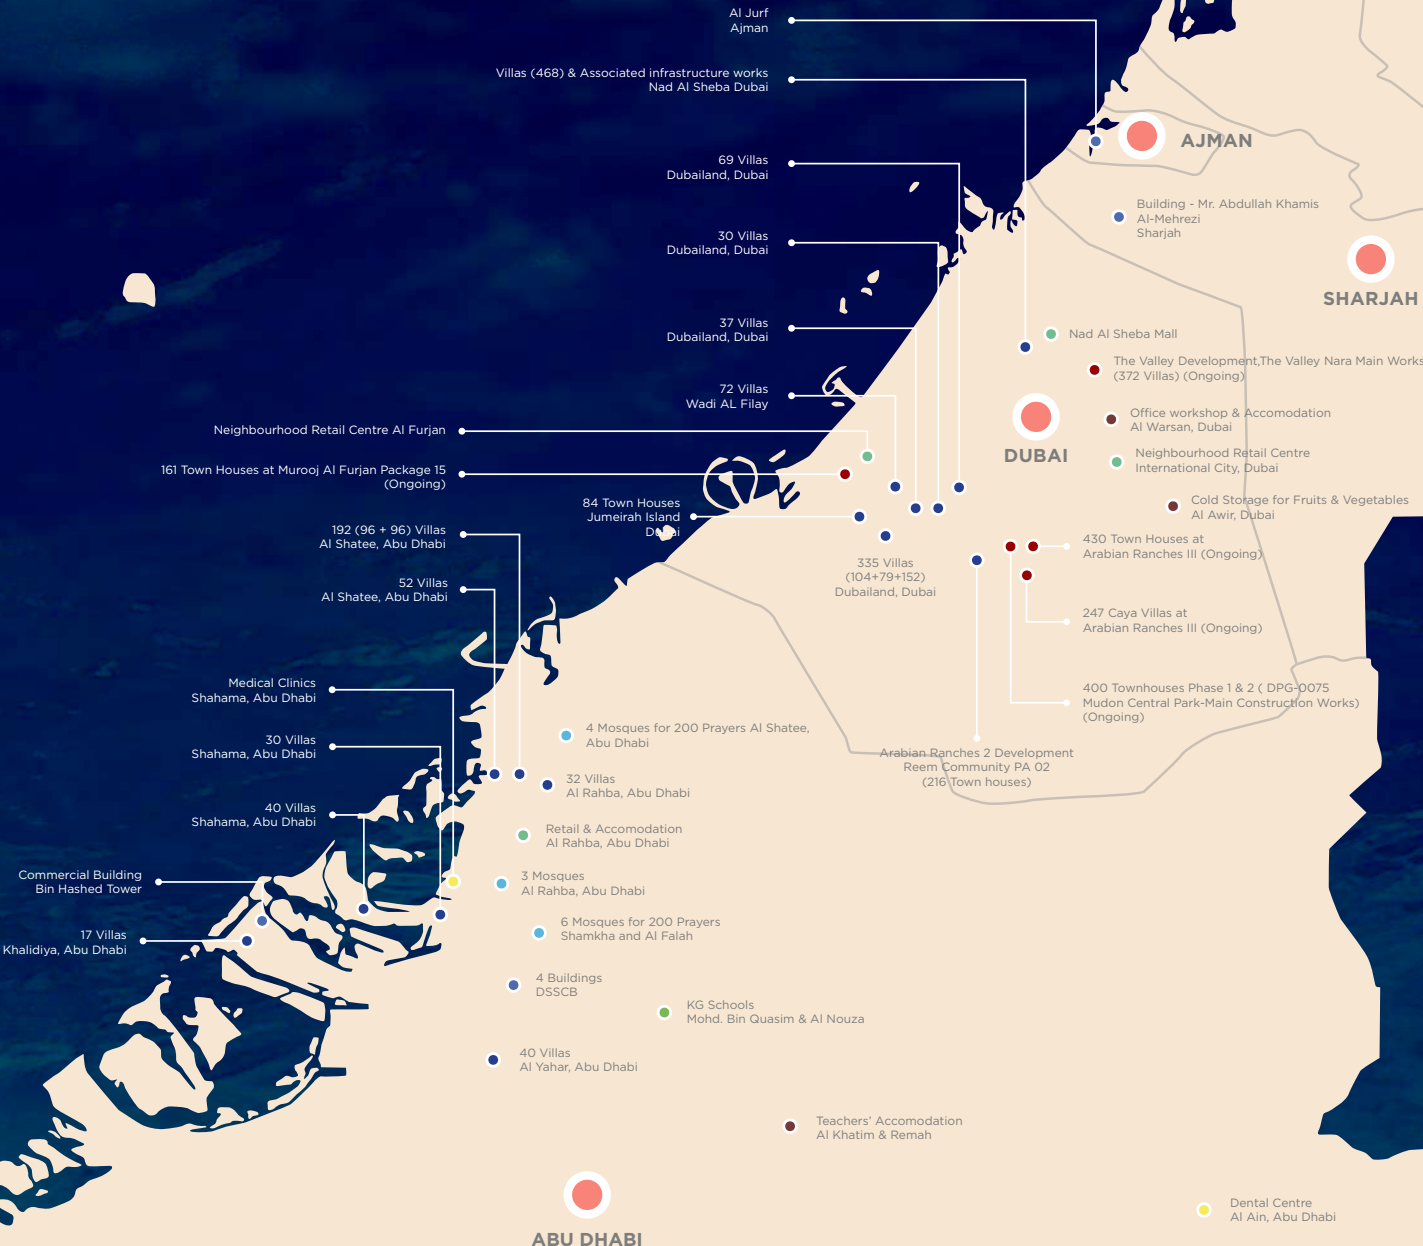 Al Jurf
Ajman
Villas (468) & Associated infrastructure works
Nad Al Sheba Dubai
69 Villas
Dubailand, Dubai
30 Villas
Dubailand, Dubai
37 Villas
Dubailand, Dubai
72 Villas
Wadi AL Filay
Neighbourhood Retail Centre Al Furjan
161 Town Houses at Murooj Al Furjan Package 15
(Ongoing)
84 Town Houses
Jumeirah Island
Dubai
192 (96 + 96) Villas
Al Shatee, Abu Dhabi
52 Villas
Al Shatee, Abu Dhabi
Medical Clinics
Shahama, Abu Dhabi
30 Villas
Shahama, Abu Dhabi
40 Villas
Shahama, Abu Dhabi
Commercial Building
Bin Hashed Tower
17 Villas
Khalidiya, Abu Dhabi
AJMAN
Building - Mr. Abdullah Khamis
Al-Mehrezi
Sharjah
SHARJAH
Nad Al Sheba Mall
The Valley Development,The Valley Nara Main Works
(372 Villas) (Ongoing)
Office workshop & Accomodation
Al Warsan, Dubai
DUBAI
Neighbourhood Retail Centre
International City, Dubai
Cold Storage for Fruits & Vegetables
Al Awir, Dubai
430 Town Houses at
Arabian Ranches III (Ongoing)
335 Villas
(104+79+152)
Dubailand, Dubai
247 Caya Villas at
Arabian Ranches III (Ongoing)
400 Townhouses Phase 1 & 2 ( DPG-0075
Mudon Central Park-Main Construction Works)
(Ongoing)
Arabian Ranches 2 Development
Reem Community PA 02
(216 Town houses)
4 Mosques for 200 Prayers Al Shatee,
Abu Dhabi
32 Villas
Al Rahba, Abu Dhabi
Retail & Accomodation
Al Rahba, Abu Dhabi
3 Mosques
Al Rahba, Abu Dhabi
6 Mosques for 200 Prayers
Shamkha and Al Falah
4 Buildings
DSSCB
KG Schools
Mohd. Bin Quasim & Al Nouza
40 Villas
Al Yahar, Abu Dhabi
Teachers' Accomodation
Al Khatim & Remah
Dental Centre
Al Ain, Abu Dhabi
ABU DHABI